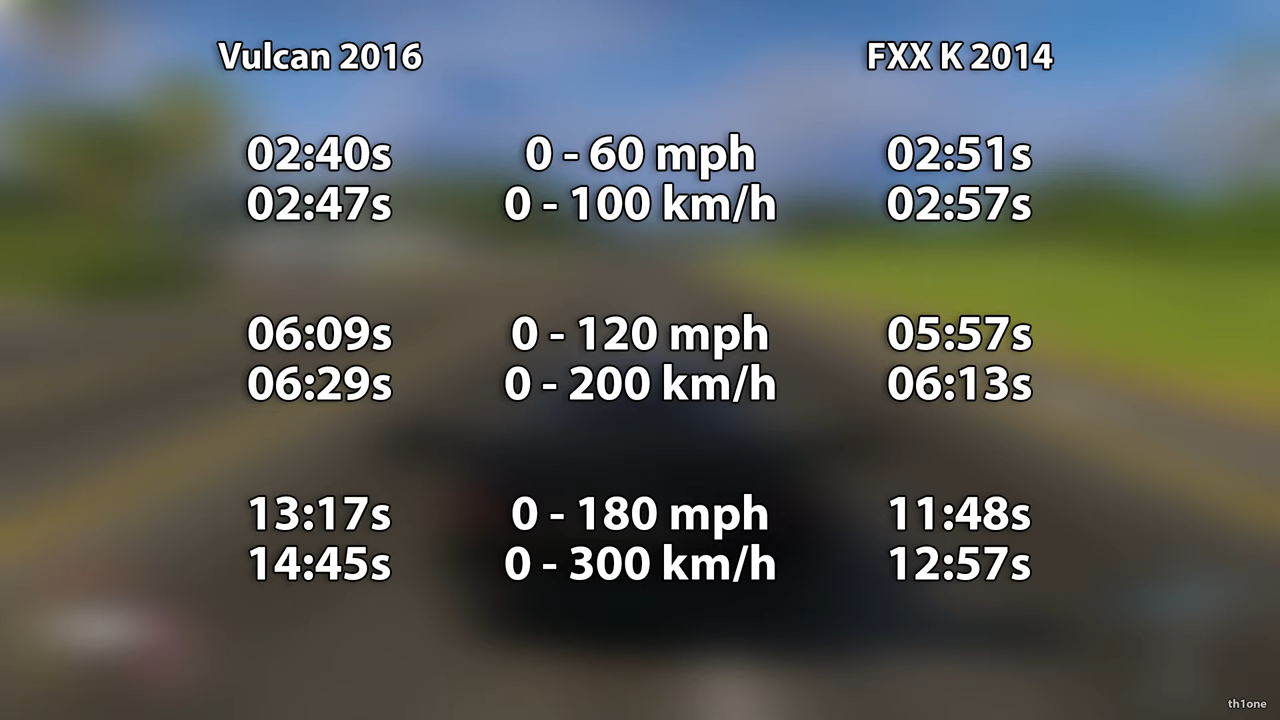 Vulcan 2016 FXX K 2014
02:40s 0 - 60 mph 02:51s
02:47s 0 - 100 km/h 02:57s
06:09s 0 - 120 mph 05:57s
06:29s 0 - 200 km/h 06:13s
13:17s 0 - 180 mph 11:48s
14:45s 0 - 300 km/h 12:57s
th1one